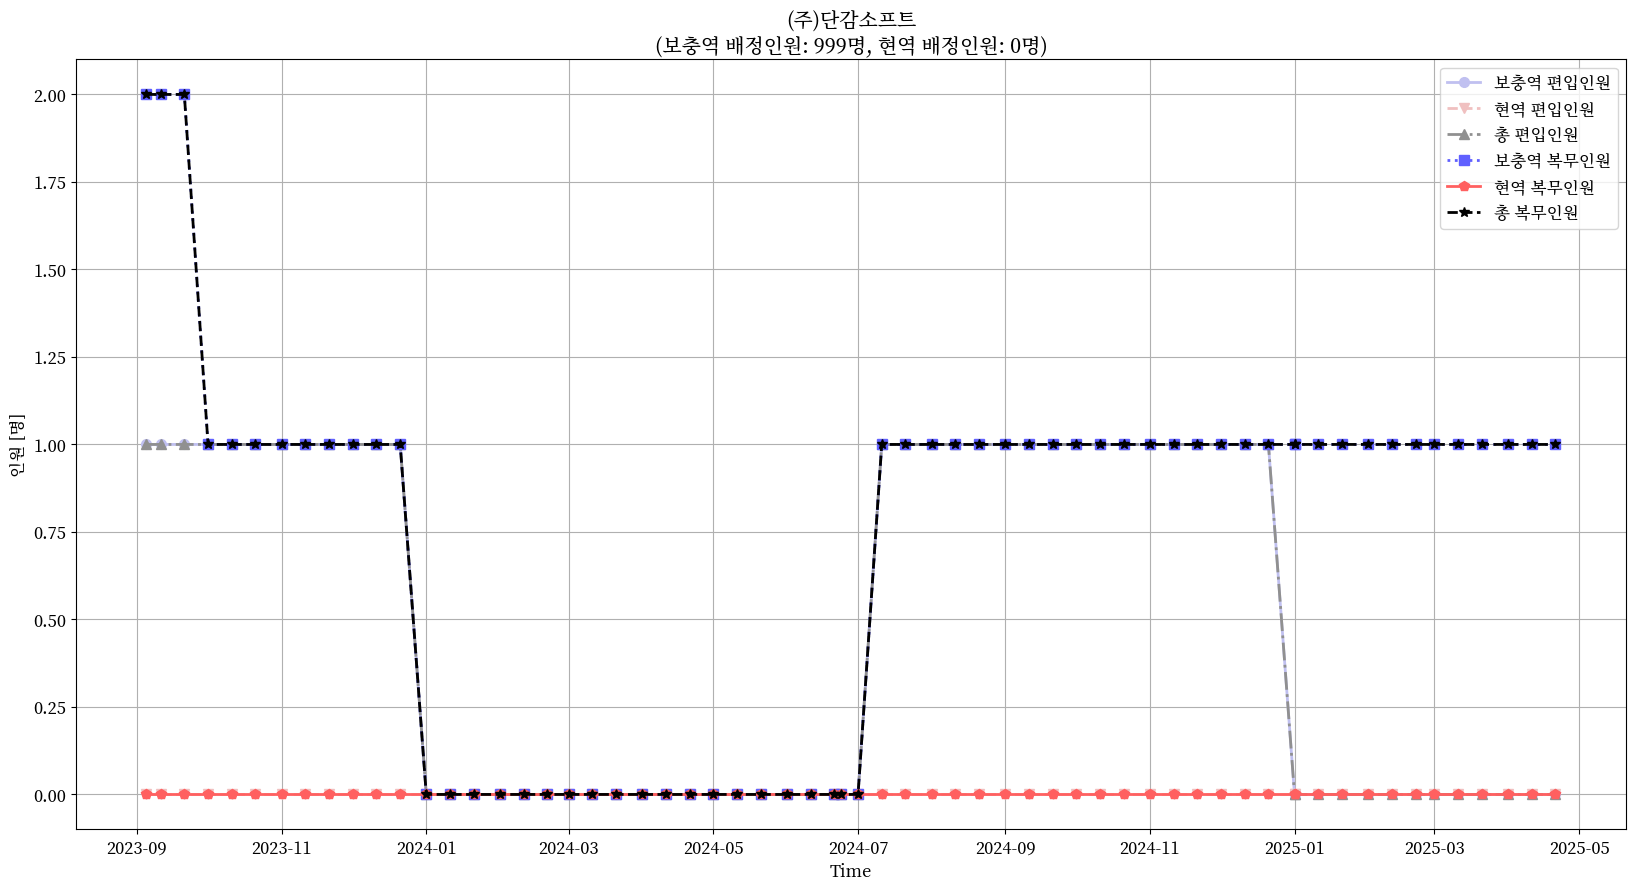 (주)단감소프트
(보충역 배정인원: 999명, 현역 배정인원: 0명)
보충역 편입인원
현역 편입인원
총 편입인원
보충역 복무인원
현역 복무인원
총 복무인원
인원 [명]
2.00
1.75
1.50
1.25
1.00
0.75
0.50
0.25
0.00
2023-09 2023-11 2024-01 2024-03 2024-05 2024-07 2024-09 2024-11 2025-01 2025-03 2025-05
Time